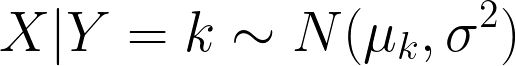 X|Y = k ∼ N(μ_k, σ^2)